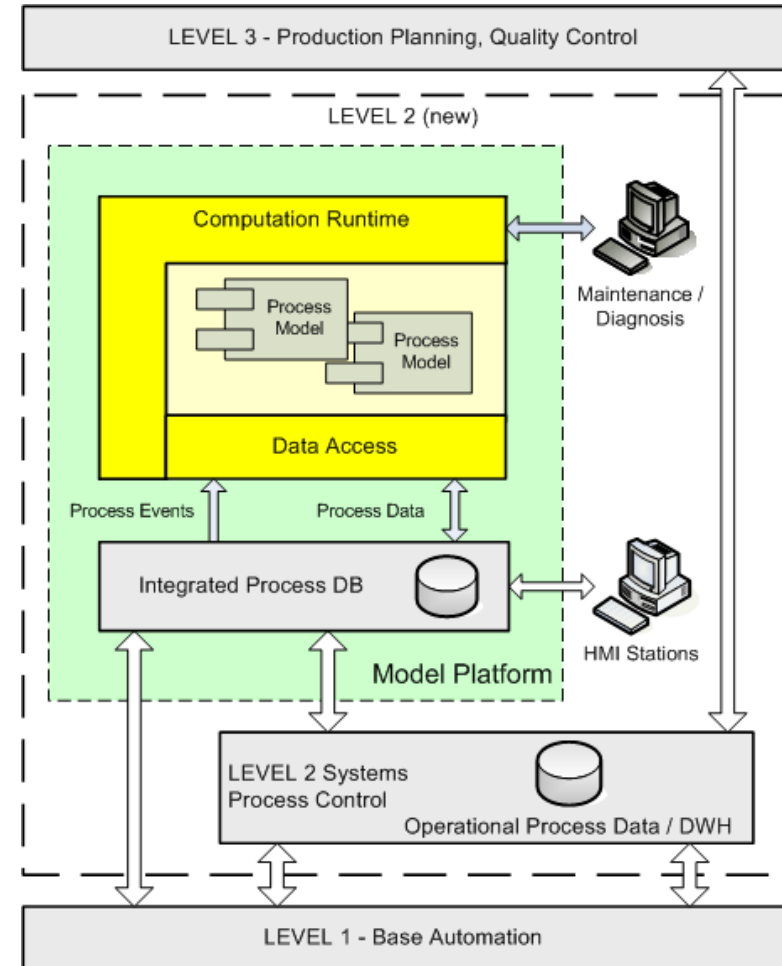 LEVEL 3 - Production Planning, Quality Control
LEVEL 2 (new)
Computation Runtime
Process
Model
Process
Model
Maintenance /
Diagnosis
Data Access
Process Events
Process Data
Integrated Process DB
HMI Stations
Model Platform
LEVEL 2 Systems
Process Control
Operational Process Data / DWH
LEVEL 1 - Base Automation